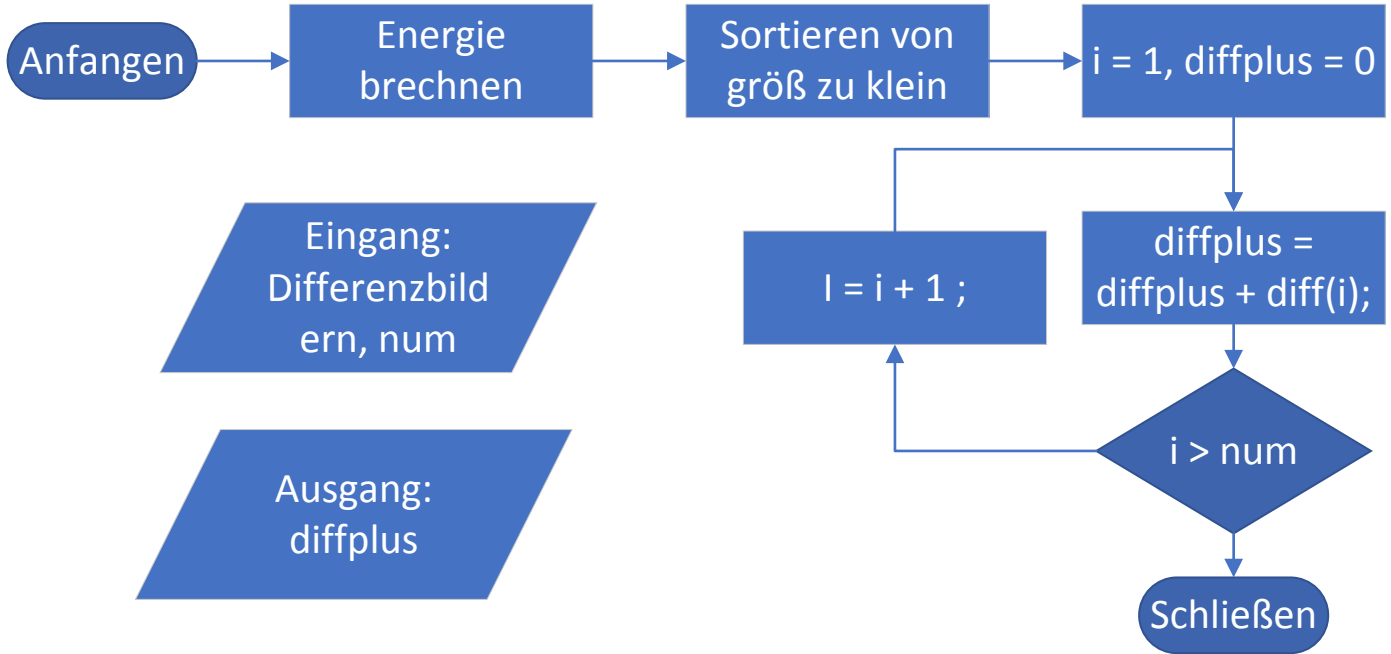 Anfangen
Energie
brechnen
Sortieren von
größ zu klein
i = 1, diffplus = 0
Eingang:
Differenzbild
ern, num
I = i + 1 ;
diffplus =
diffplus + diff(i);
Ausgang:
diffplus
i > num
Schließen